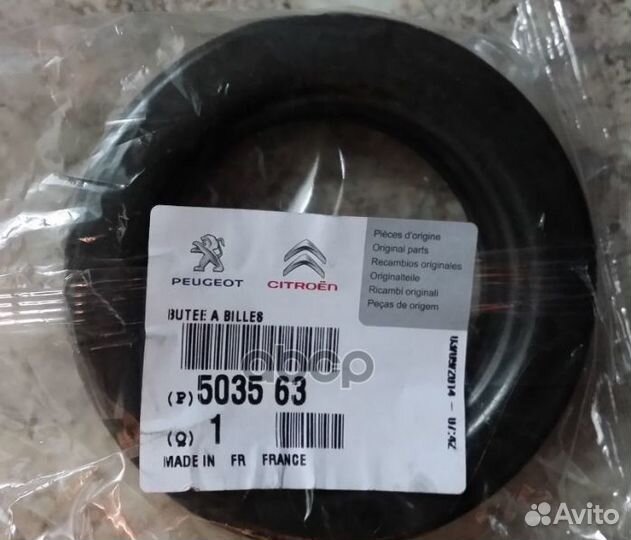 PEUGEOT
CITROËN
Pièces d'origine
Original parts
Recambios originales
Originalteile
Ricambi originali
Peças de origem
BUTEE A BILLES
abcp
(P) 5035 63
(Q) 1
MADE IN FR FRANCE
Avito